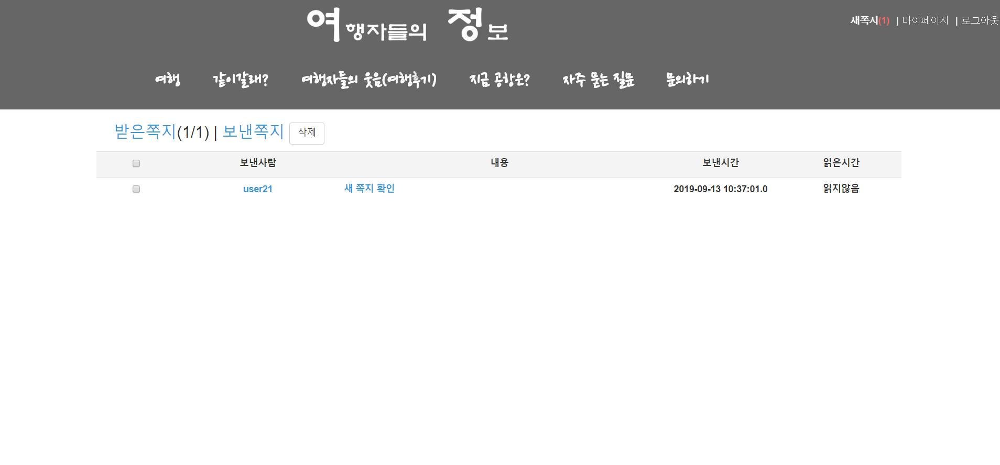 여행자들의 정보
새쪽지(1) | 마이페이지 | 로그아웃
여행 같이갈래? 여행자들의 웃음(여행후기) 지금 공항은? 자주 묻는 질문 문의하기
받은쪽지(1/1) | 보낸쪽지 삭제
보낸사람 내용 보낸시간 읽은시간
user21 새 쪽지 확인 2019-09-13 10:37:01.0 읽지않음